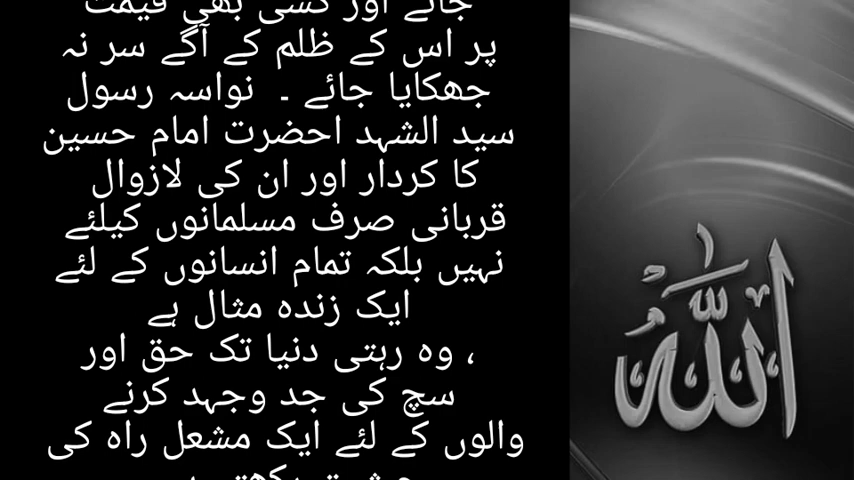 جائے اور کسی بھی قیمت
پر اس کے ظلم کے آگے سر نہ
جھکایا جائے ۔ نواسہ رسول
سید الشہد احضرت امام حسین
کا کردار اور ان کی لازوال
قربانی صرف مسلمانوں کیلئے
نہیں بلکہ تمام انسانوں کے لئے
ایک زندہ مثال ہے
، وہ رہتی دنیا تک حق اور
سچ کی جد وجہد کرنے
والوں کے لئے ایک مشعل راہ کی
الله